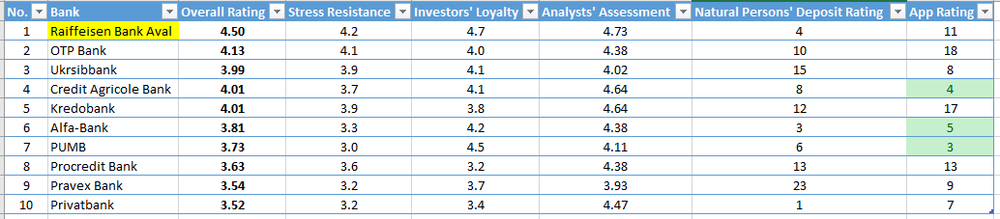 No. Bank Overall Rating Stress Resistance Investors' Loyalty Analysts' Assessment Natural Persons' Deposit Rating App Rating
1 Raiffeisen Bank Aval 4.50 4.2 4.7 4.73 4 11
2 OTP Bank 4.13 4.1 4.0 4.38 10 18
3 Ukrsibbank 3.99 3.9 4.1 4.02 15 8
4 Credit Agricole Bank 4.01 3.7 4.1 4.64 8 4
5 Kredobank 4.01 3.9 3.8 4.64 12 17
6 Alfa-Bank 3.81 3.3 4.2 4.38 3 5
7 PUMB 3.73 3.0 4.5 4.11 6 3
8 Procredit Bank 3.63 3.6 3.2 4.38 13 13
9 Pravex Bank 3.54 3.2 3.7 3.93 23 9
10 Privatbank 3.52 3.2 3.4 4.47 1 7